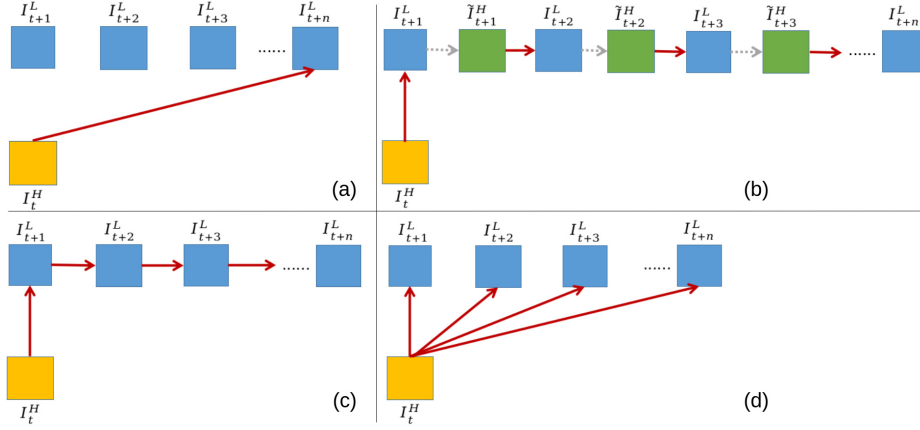 I^L_{t+1} I^L_{t+2} I^L_{t+3} I^L_{t+n}
......
I^H_t
(a)
I^L_{t+1} Ĩ^H_{t+1} I^L_{t+2} Ĩ^H_{t+2} I^L_{t+3} Ĩ^H_{t+3} I^L_{t+n}
......
I^H_t
(b)
I^L_{t+1} I^L_{t+2} I^L_{t+3} I^L_{t+n}
......
I^H_t
(c)
I^L_{t+1} I^L_{t+2} I^L_{t+3} I^L_{t+n}
......
I^H_t
(d)